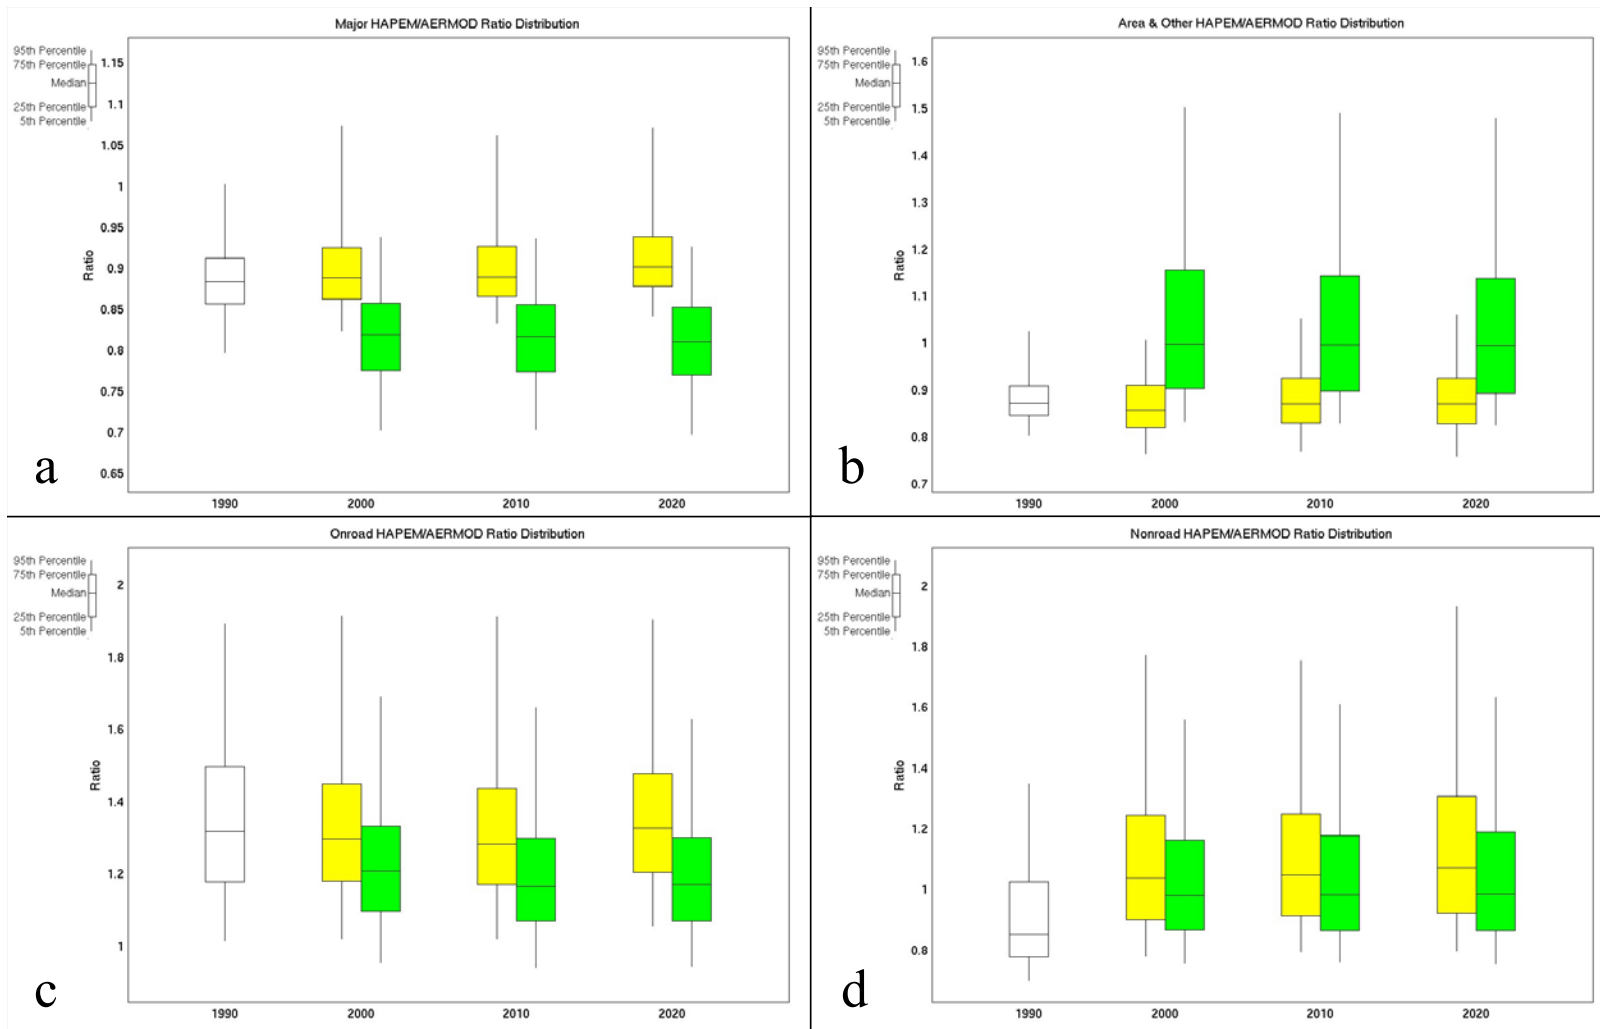 Major HAPEM/AERMOD Ratio Distribution
95th Percentile
75th Percentile
Median
25th Percentile
5th Percentile
1.15
1.1
1.05
1
0.95
0.9
0.85
0.8
0.75
0.7
0.65
Ratio
a
1990 2000 2010 2020
Area & Other HAPEM/AERMOD Ratio Distribution
95th Percentile
75th Percentile
Median
25th Percentile
5th Percentile
1.6
1.5
1.4
1.3
1.2
1.1
1
0.9
0.8
0.7
Ratio
b
1990 2000 2010 2020
Onroad HAPEM/AERMOD Ratio Distribution
95th Percentile
75th Percentile
Median
25th Percentile
5th Percentile
2
1.8
1.6
1.4
1.2
1
Ratio
c
1990 2000 2010 2020
Nonroad HAPEM/AERMOD Ratio Distribution
95th Percentile
75th Percentile
Median
25th Percentile
5th Percentile
2
1.8
1.6
1.4
1.2
1
0.8
Ratio
d
1990 2000 2010 2020